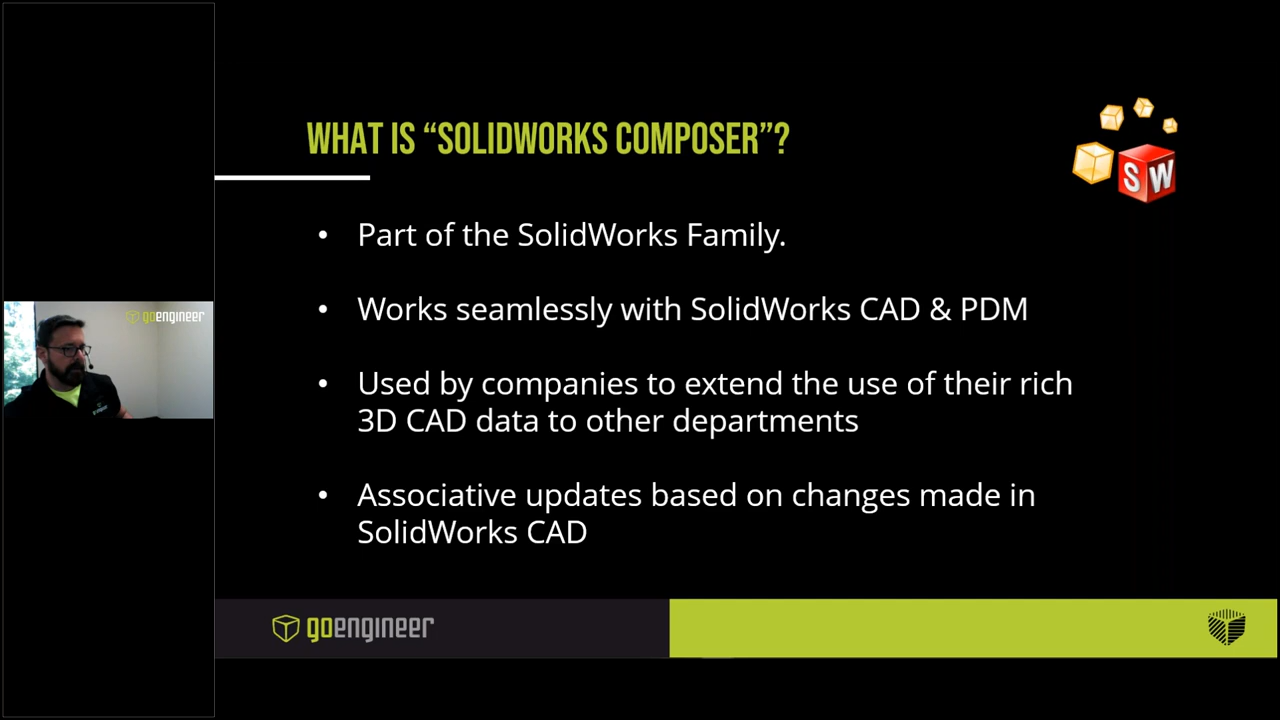 WHAT IS “SOLIDWORKS COMPOSER”?
S W
• Part of the SolidWorks Family.
• Works seamlessly with SolidWorks CAD & PDM
goengineer
• Used by companies to extend the use of their rich
3D CAD data to other departments
• Associative updates based on changes made in
SolidWorks CAD
goengineer